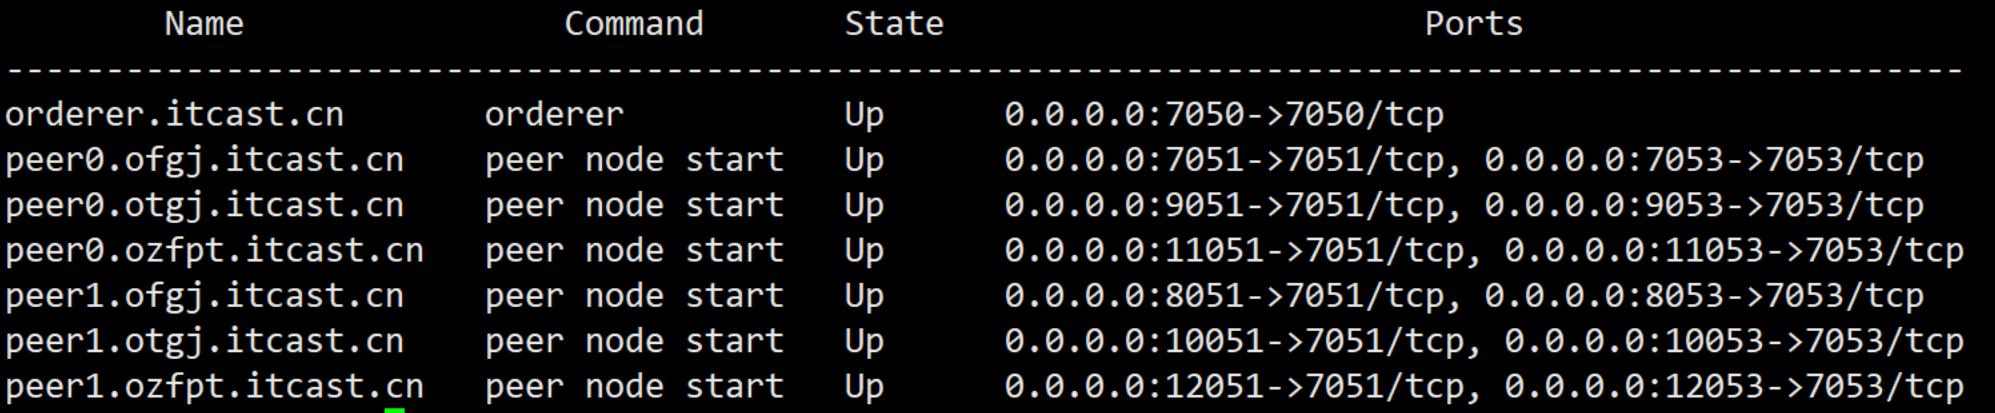 Name Command State Ports
--------------------------------------------------------------------------------------------------
orderer.itcast.cn orderer Up 0.0.0.0:7050->7050/tcp
peer0.ofgj.itcast.cn peer node start Up 0.0.0.0:7051->7051/tcp, 0.0.0.0:7053->7053/tcp
peer0.otgj.itcast.cn peer node start Up 0.0.0.0:9051->7051/tcp, 0.0.0.0:9053->7053/tcp
peer0.ozfpt.itcast.cn peer node start Up 0.0.0.0:11051->7051/tcp, 0.0.0.0:11053->7053/tcp
peer1.ofgj.itcast.cn peer node start Up 0.0.0.0:8051->7051/tcp, 0.0.0.0:8053->7053/tcp
peer1.otgj.itcast.cn peer node start Up 0.0.0.0:10051->7051/tcp, 0.0.0.0:10053->7053/tcp
peer1.ozfpt.itcast.cn peer node start Up 0.0.0.0:12051->7051/tcp, 0.0.0.0:12053->7053/tcp